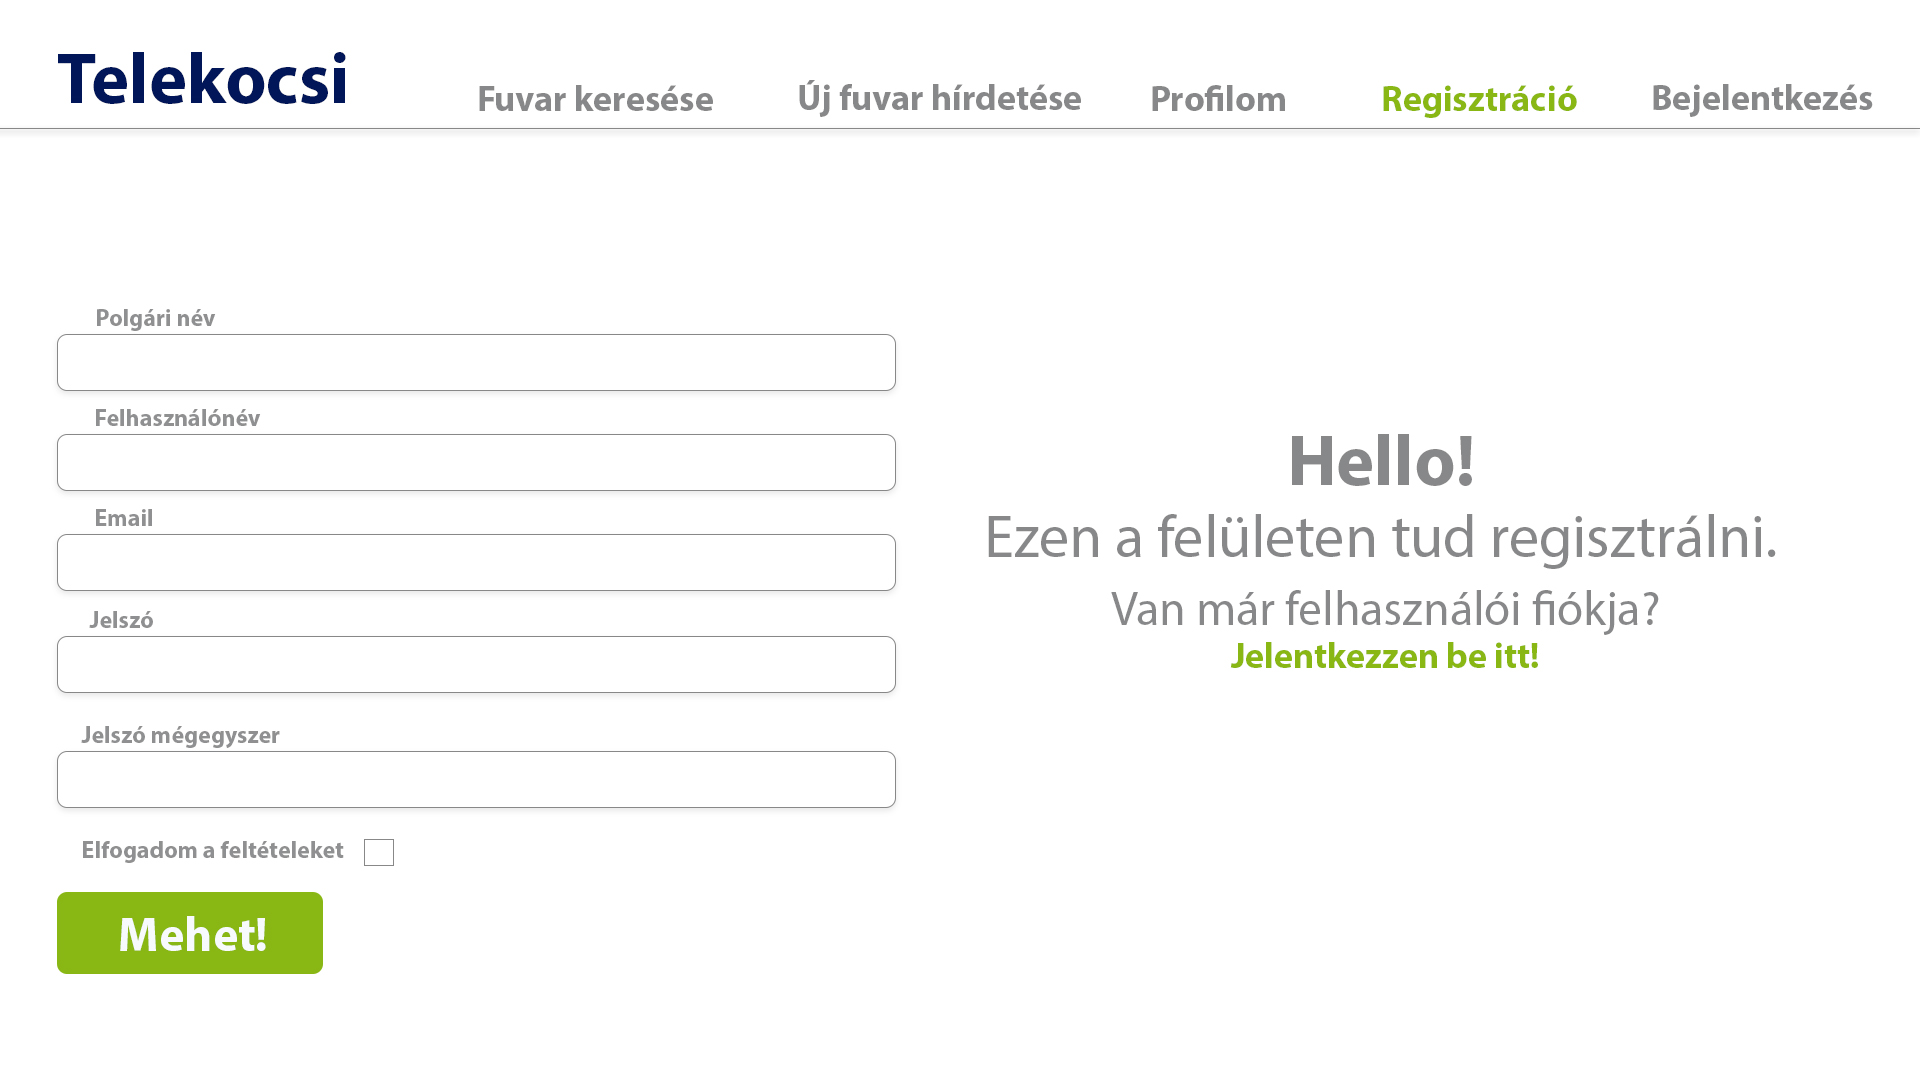 Telekocsi
Fuvar keresése
Új fuvar hírdetése
Profilom
Regisztráció
Bejelentkezés
Polgári név
Felhasználónév
Email
Jelszó
Jelszó mégegyszer
Elfogadom a feltételeket
Mehet!
Hello!
Ezen a felületen tud regisztrálni.
Van már felhasználói fiókja?
Jelentkezzen be itt!